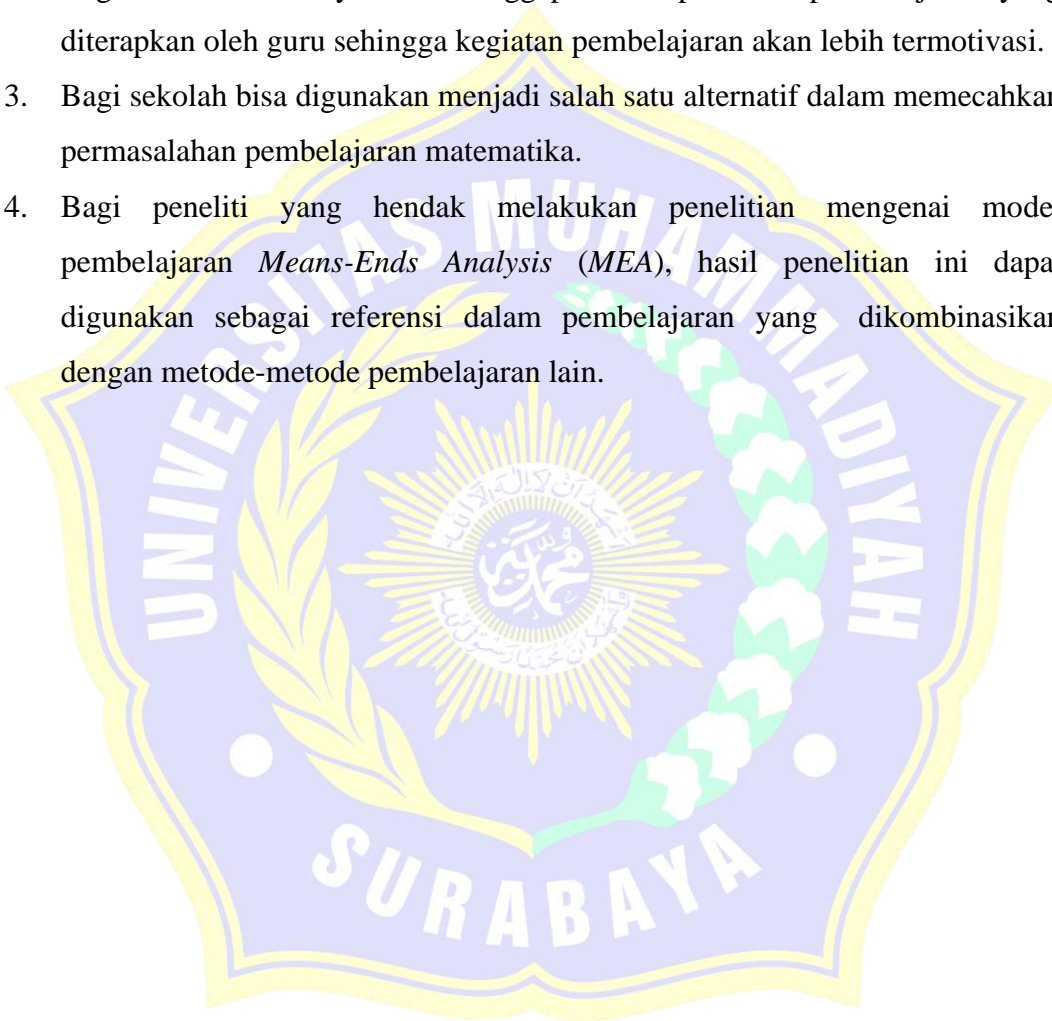 diterapkan oleh guru sehingga kegiatan pembelajaran akan lebih termotivasi.
3. Bagi sekolah bisa digunakan menjadi salah satu alternatif dalam memecahkan
permasalahan pembelajaran matematika.
4. Bagi peneliti yang hendak melakukan penelitian mengenai mode
pembelajaran Means-Ends Analysis (MEA), hasil penelitian ini dapa
digunakan sebagai referensi dalam pembelajaran yang dikombinasikan
dengan metode-metode pembelajaran lain.
UNIVERSITAS MUHAMMADIYAH
SURABAYA